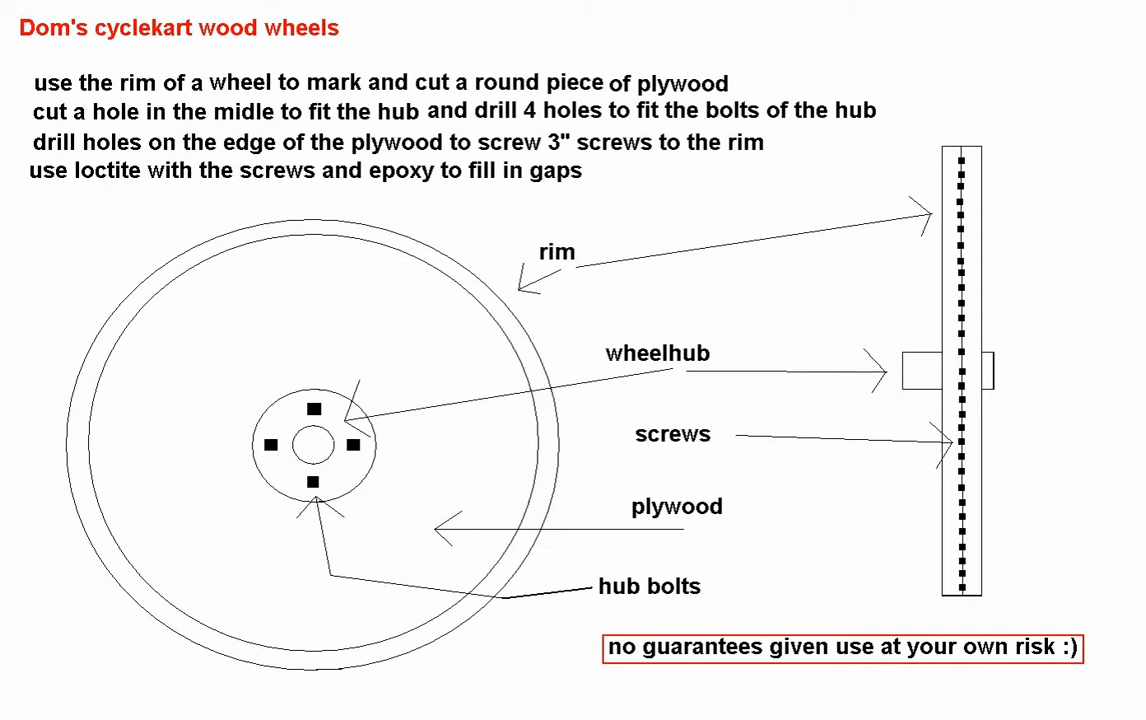 Dom's cyclekart wood wheels
use the rim of a wheel to mark and cut a round piece of plywood
cut a hole in the midle to fit the hub and drill 4 holes to fit the bolts of the hub
drill holes on the edge of the plywood to screw 3" screws to the rim
use loctite with the screws and epoxy to fill in gaps
rim
wheelhub
screws
plywood
hub bolts
no guarantees given use at your own risk :)